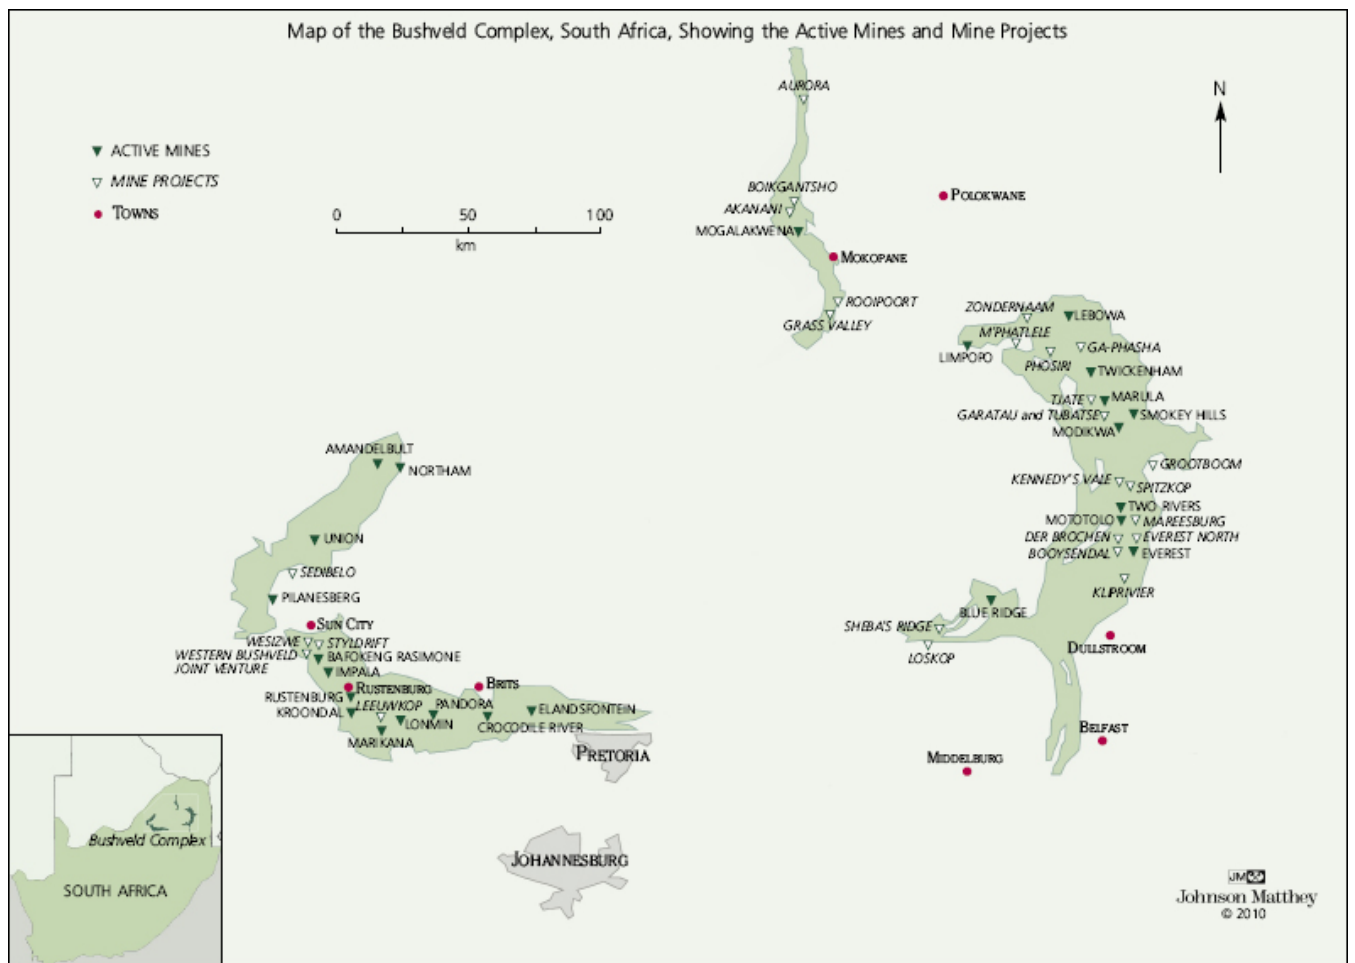 Map of the Bushveld Complex, South Africa, Showing the Active Mines and Mine Projects
AURORA
N
ACTIVE MINES
MINE PROJECTS
TOWNS
0 50 100
km
BOIKGANTSHO
AKANANI
MOGALAKWENA
POLOKWANE
MOKOPANE
ROOIPOORT
GRASS VALLEY
ZONDERNAAM
LEBOWA
M'PHATLELE
LIMPOPO
GA-PHASHA
PHOSIRI
TWICKENHAM
TJATE
MARULA
GARATAU and TUBATSE
SMOKEY HILLS
MODIKWA
GROOTBOOM
KENNEDY'S VALE
SPITZKOP
TWO RIVERS
MOTOTOLO
MAREESBURG
DER BROCHEN
EVEREST NORTH
BOOYSENDAL
EVEREST
KLIPRIVIER
BLUE RIDGE
SHEBA'S RIDGE
LOSKOP
DULLSTROOM
BELFAST
MIDDELBURG
AMANDELBULT
NORTHAM
UNION
SEDIBELO
PILANESBERG
SUN CITY
WESIZWE
STYLDRIFT
WESTERN BUSHVELD
JOINT VENTURE
BAFOKENG RASIMONE
IMPALA
RUSTENBURG
RUSTENBURG
BRITS
LEEUWKOP
KROONDAL
PANDORA
LONMIN
ELANDSFONTEIN
CROCODILE RIVER
MARIKANA
PRETORIA
JOHANNESBURG
Bushveld Complex
SOUTH AFRICA
JM
Johnson Matthey
© 2010